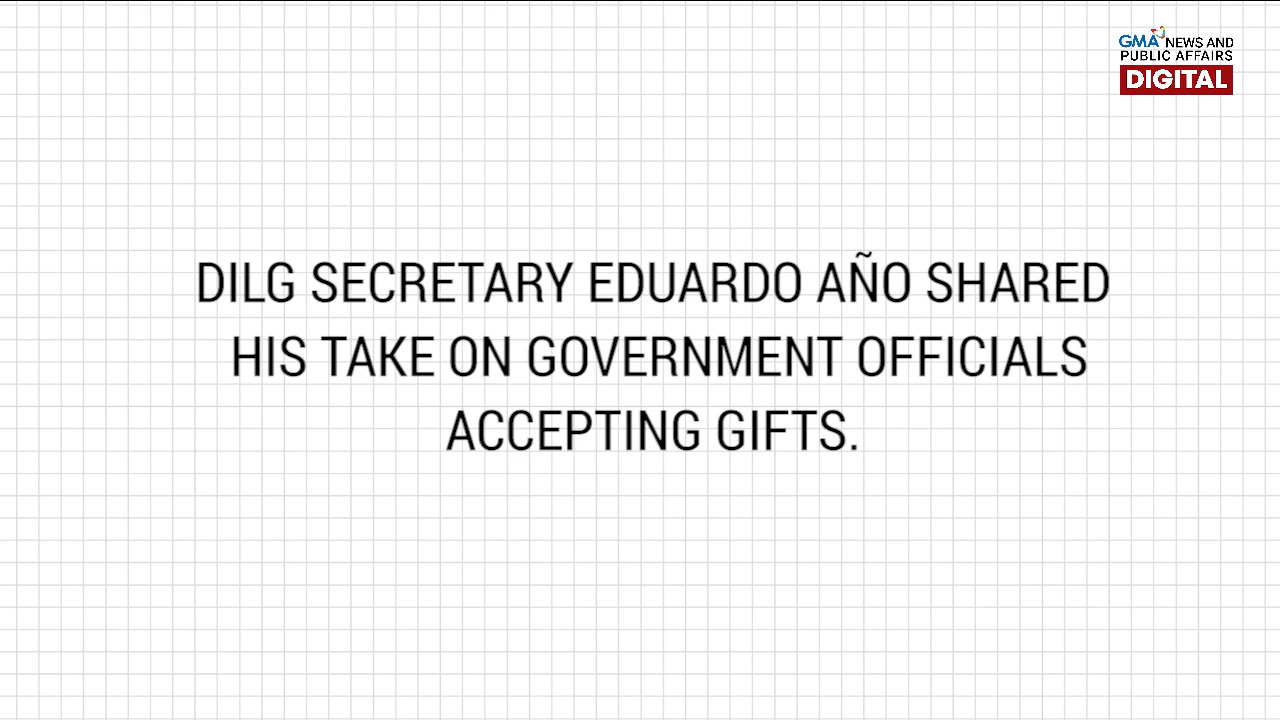 GMA NEWS AND
PUBLIC AFFAIRS
DIGITAL
DILG SECRETARY EDUARDO AÑO SHARED
HIS TAKE ON GOVERNMENT OFFICIALS
ACCEPTING GIFTS.